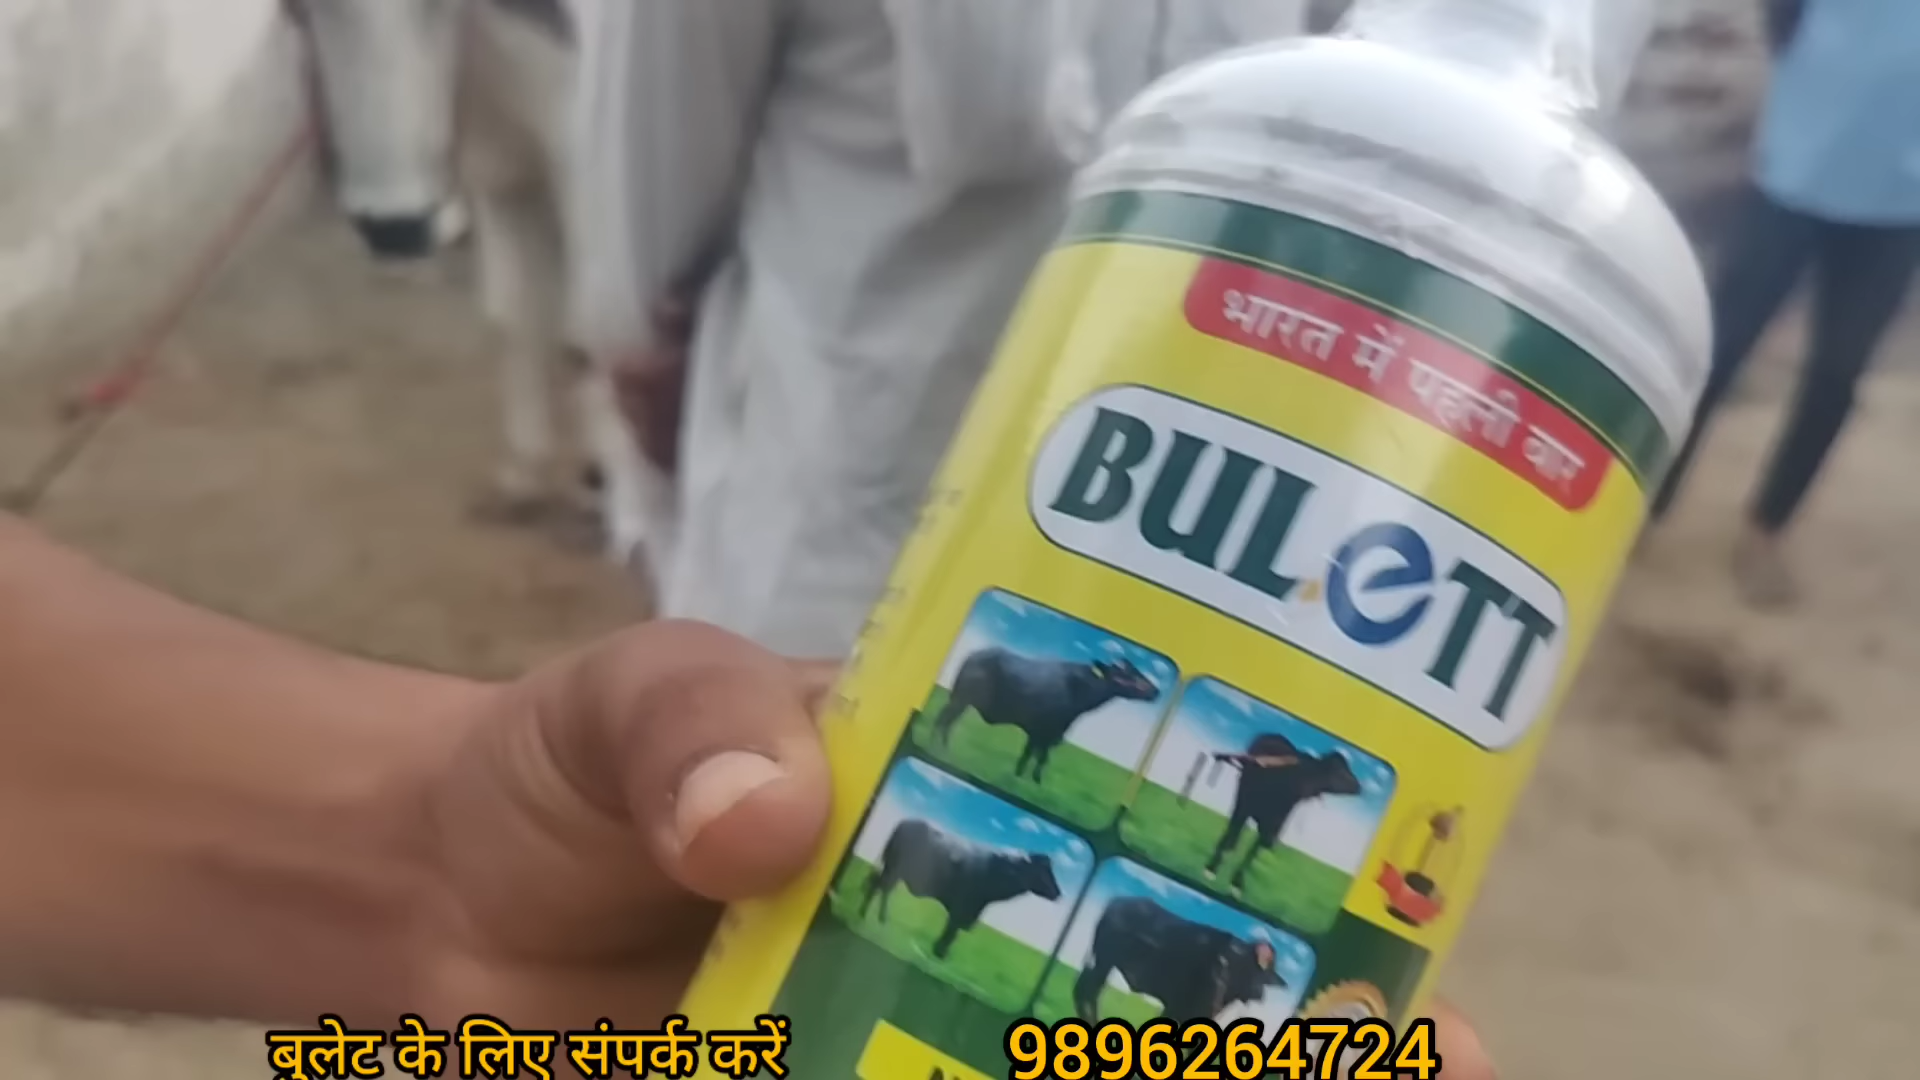 भारत में पहली बार
BULeTT
बुलेट के लिए संपर्क करें 9896264724